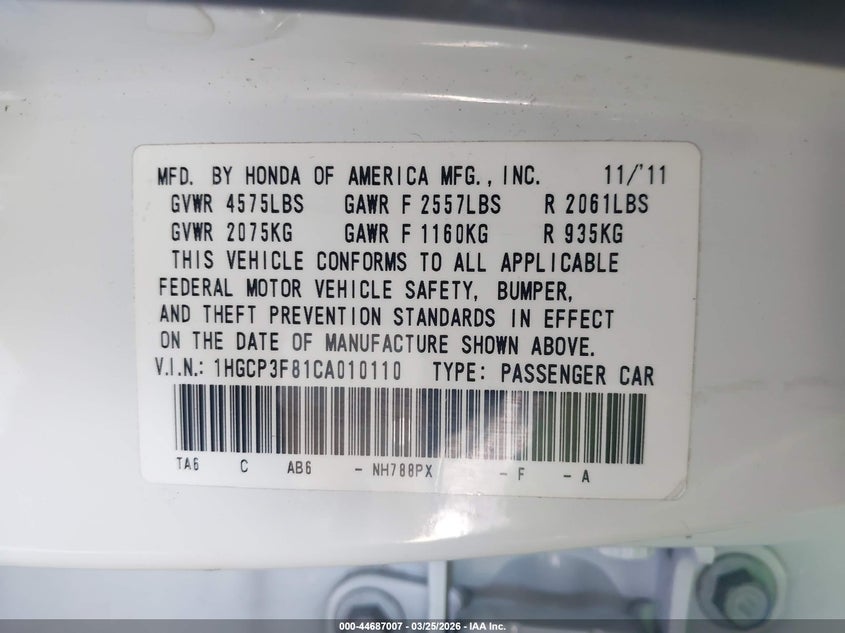 MFD. BY HONDA OF AMERICA MFG., INC. 11/'11
GVWR 4575LBS GAWR F 2557LBS R 2061LBS
GVWR 2075KG GAWR F 1160KG R 935KG
THIS VEHICLE CONFORMS TO ALL APPLICABLE
FEDERAL MOTOR VEHICLE SAFETY, BUMPER,
AND THEFT PREVENTION STANDARDS IN EFFECT
ON THE DATE OF MANUFACTURE SHOWN ABOVE.
V.I.N.: 1HGCP3F81CA010110 TYPE: PASSENGER CAR
TA6 C AB6 - NH788PX - F - A
000-44687007 - 03/25/2026 - IAA Inc.